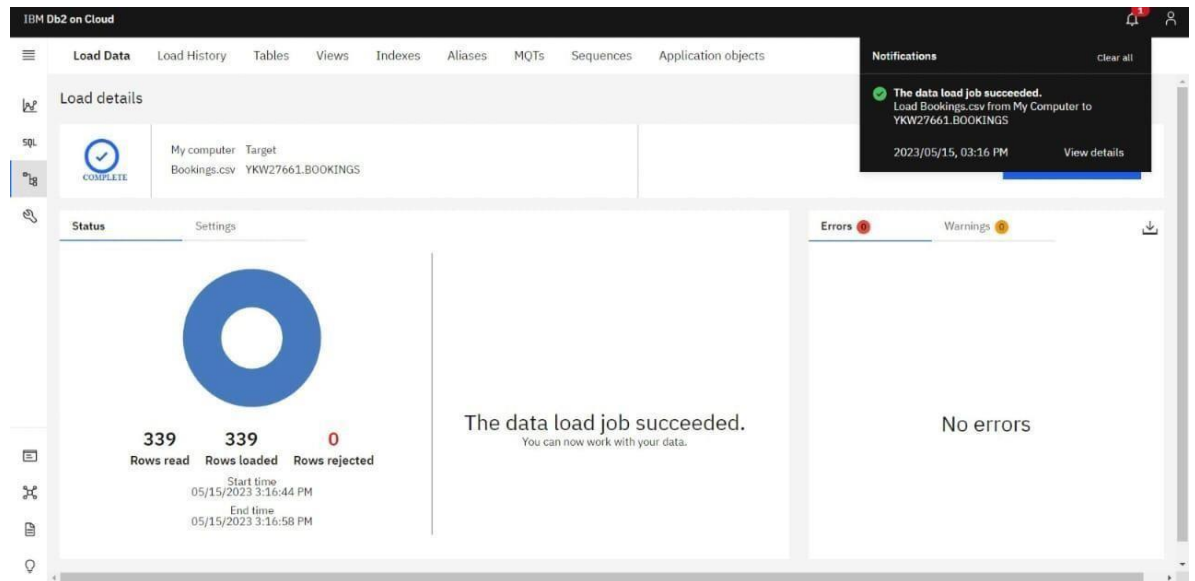 IBM Db2 on Cloud
1
Load Data Load History Tables Views Indexes Aliases MQTs Sequences Application objects
Notifications Clear all
The data load job succeeded.
Load Bookings.csv from My Computer to
YKW27661.BOOKINGS
2023/05/15, 03:16 PM View details
Load details
SQL
COMPLETE
My computer Target
Bookings.csv YKW27661.BOOKINGS
Status Settings
Errors 0 Warnings 0
The data load job succeeded.
You can now work with your data.
No errors
339 339 0
Rows read Rows loaded Rows rejected
Start time
05/15/2023 3:16:44 PM
End time
05/15/2023 3:16:58 PM